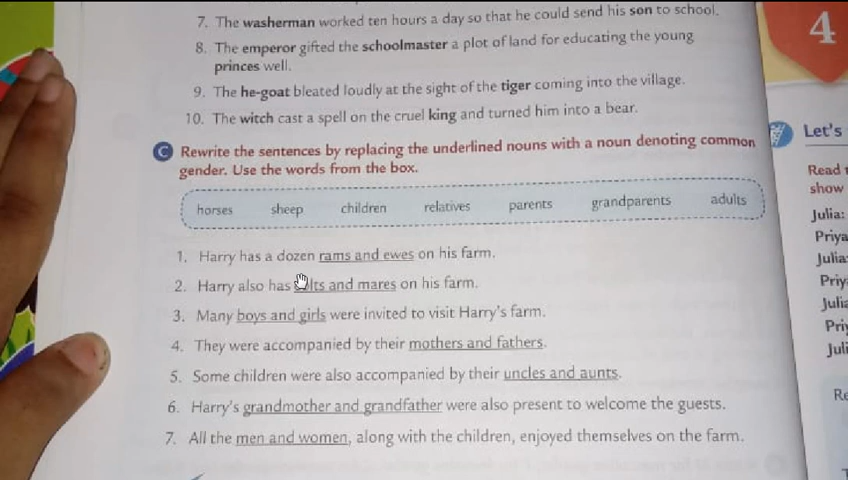 7. The washerman worked ten hours a day so that he could send his son to school.
8. The emperor gifted the schoolmaster a plot of land for educating the young
princes well.
9. The he-goat bleated loudly at the sight of the tiger coming into the village.
10. The witch cast a spell on the cruel king and turned him into a bear.
C Rewrite the sentences by replacing the underlined nouns with a noun denoting common
gender. Use the words from the box.
horses sheep children relatives parents grandparents adults
1. Harry has a dozen rams and ewes on his farm.
2. Harry also has and mares on his farm.
3. Many boys and girls were invited to visit Harry's farm.
4. They were accompanied by their mothers and fathers.
5. Some children were also accompanied by their uncles and aunts.
6. Harry's grandmother and grandfather were also present to welcome the guests.
7. All the men and women, along with the children, enjoyed themselves on the farm.
4
Let's
Read
show
Julia:
Priya
Julia:
Priy
Julia
Pri
Juli